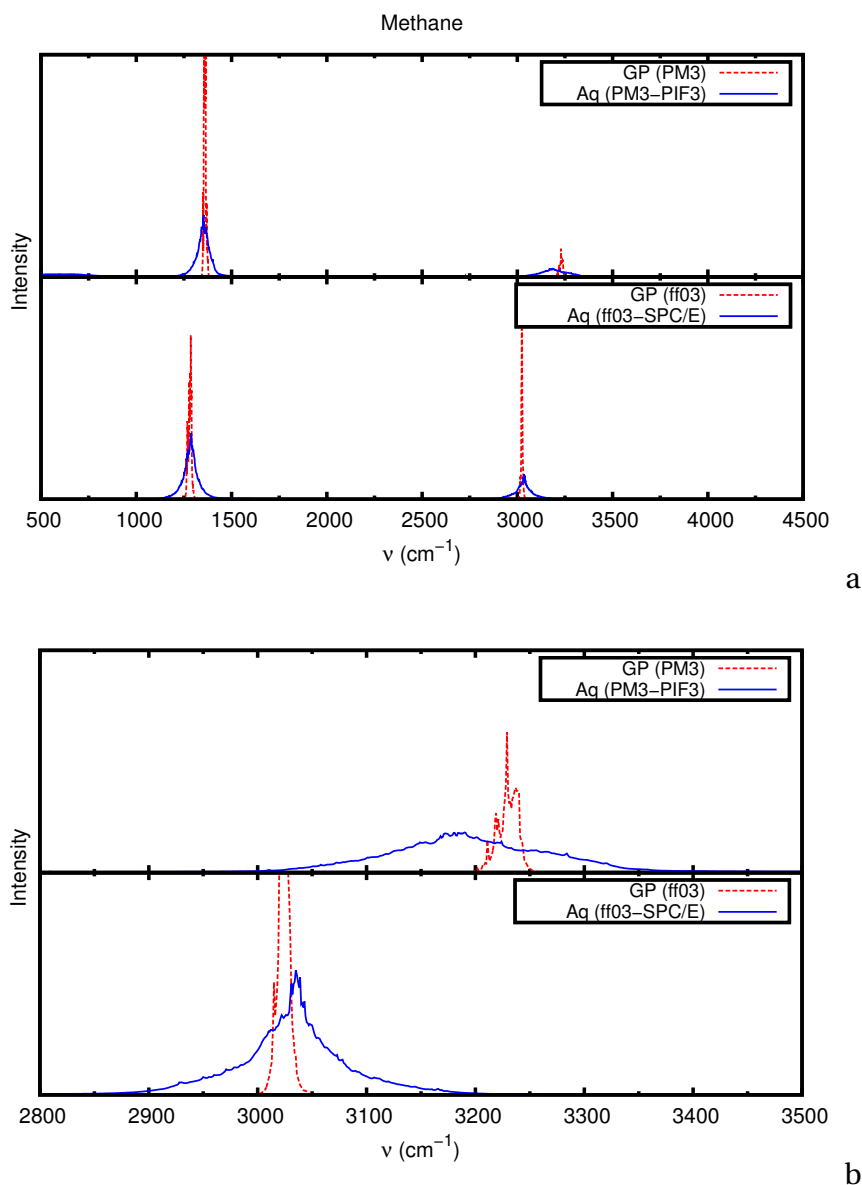 Methane
GP (PM3)
Aq (PM3−PIF3)
GP (ff03)
Aq (ff03−SPC/E)
Intensity
500 1000 1500 2000 2500 3000 3500 4000 4500
ν (cm⁻¹)
a
GP (PM3)
Aq (PM3−PIF3)
GP (ff03)
Aq (ff03−SPC/E)
Intensity
2800 2900 3000 3100 3200 3300 3400 3500
ν (cm⁻¹)
b